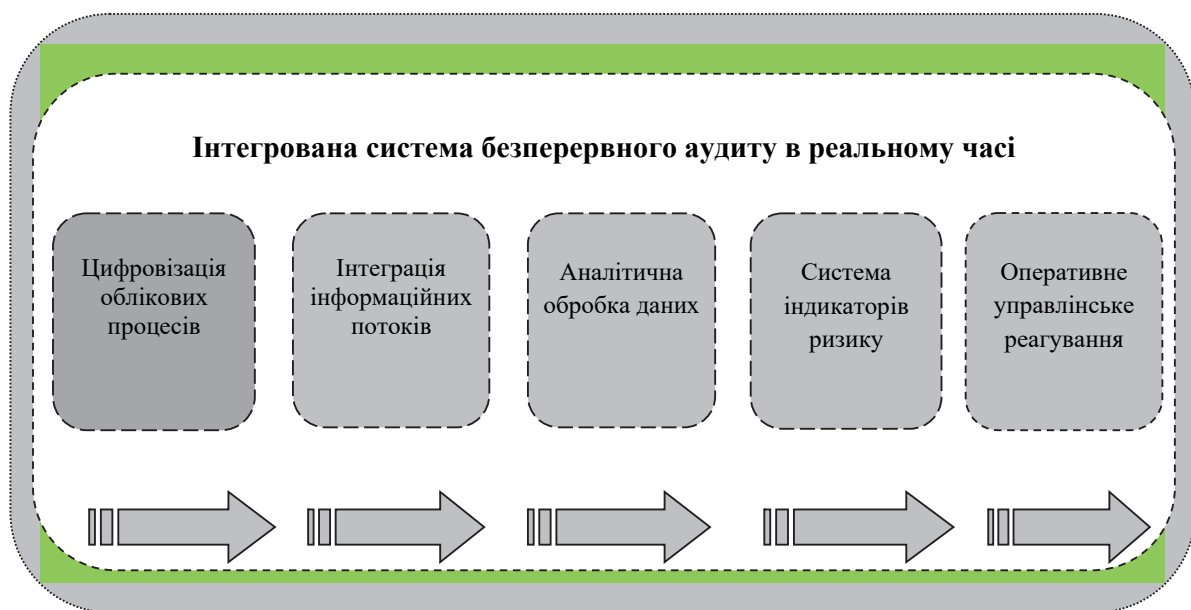 Інтегрована система безперервного аудиту в реальному часі
Цифровізація
облікових
процесів
Інтеграція
інформаційних
потоків
Аналітична
обробка даних
Система
індикаторів
ризику
Оперативне
управлінське
реагування